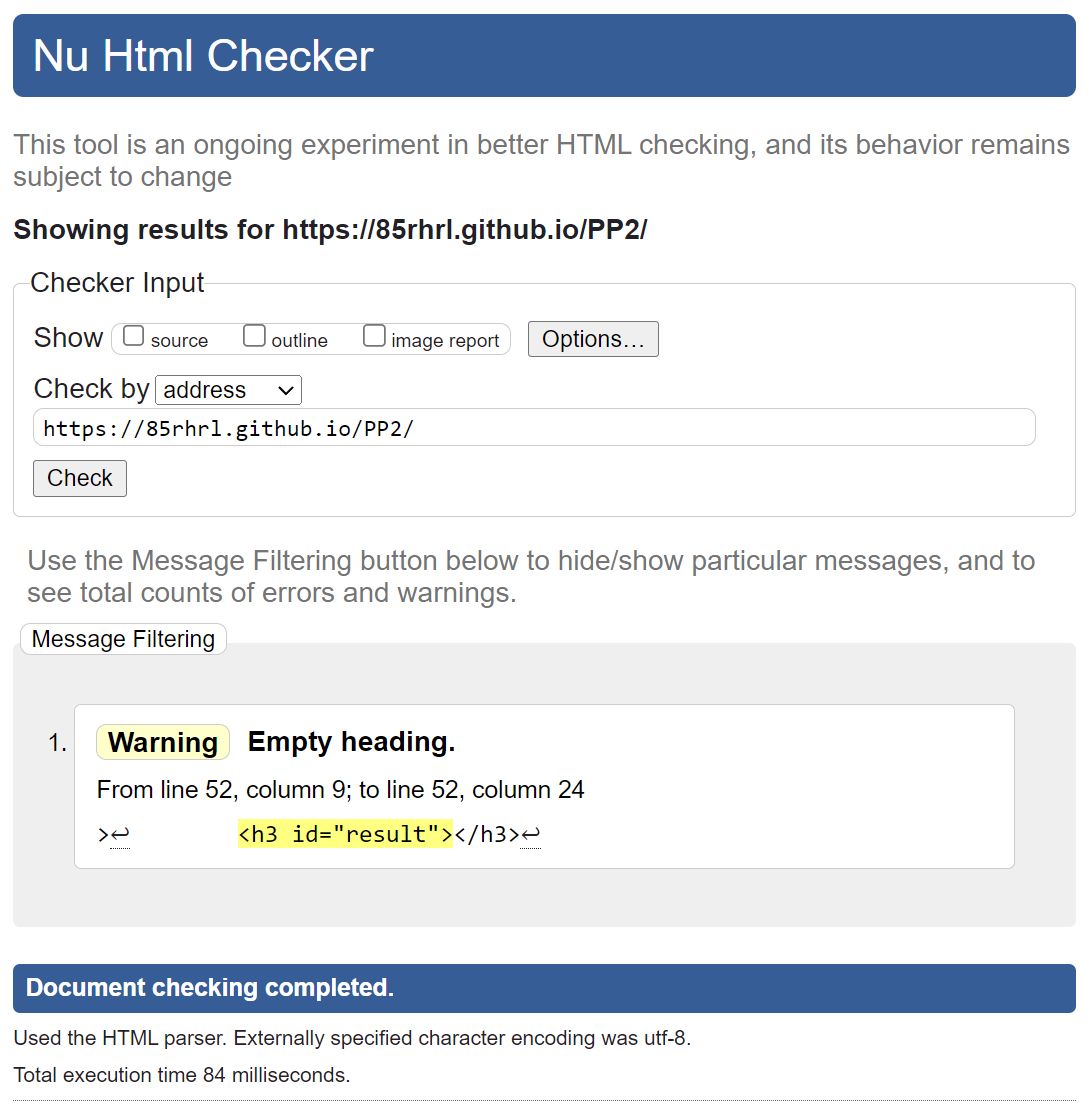 Nu Html Checker
This tool is an ongoing experiment in better HTML checking, and its behavior remains
subject to change
Showing results for https://85rhrl.github.io/PP2/
Checker Input
Show source outline image report Options...
Check by address
https://85rhrl.github.io/PP2/
Check
Use the Message Filtering button below to hide/show particular messages, and to
see total counts of errors and warnings.
Message Filtering
1. Warning Empty heading.
From line 52, column 9; to line 52, column 24
>↩ <h3 id="result"></h3>↩
Document checking completed.
Used the HTML parser. Externally specified character encoding was utf-8.
Total execution time 84 milliseconds.